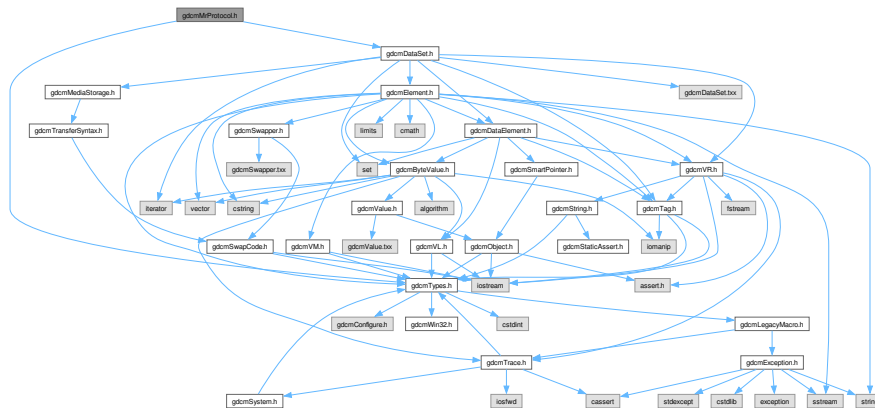 gdcmMrProtocol.h
gdcmDataSet.h
gdcmMediaStorage.h
gdcmElement.h
gdcmDataSet.txx
gdcmTransferSyntax.h
gdcmSwapper.h
limits
cmath
gdcmDataElement.h
gdcmSwapper.txx
set
gdcmByteValue.h
gdcmSmartPointer.h
gdcmVR.h
iterator
vector
cstring
gdcmValue.h
algorithm
gdcmString.h
gdcmTag.h
fstream
gdcmSwapCode.h
gdcmVM.h
gdcmValue.txx
gdcmVL.h
gdcmObject.h
gdcmStaticAssert.h
iomanip
gdcmTypes.h
iostream
assert.h
gdcmConfigure.h
gdcmWin32.h
cstdint
gdcmLegacyMacro.h
gdcmTrace.h
gdcmException.h
gdcmSystem.h
iosfwd
cassert
stdexcept
cstdlib
exception
sstream
string